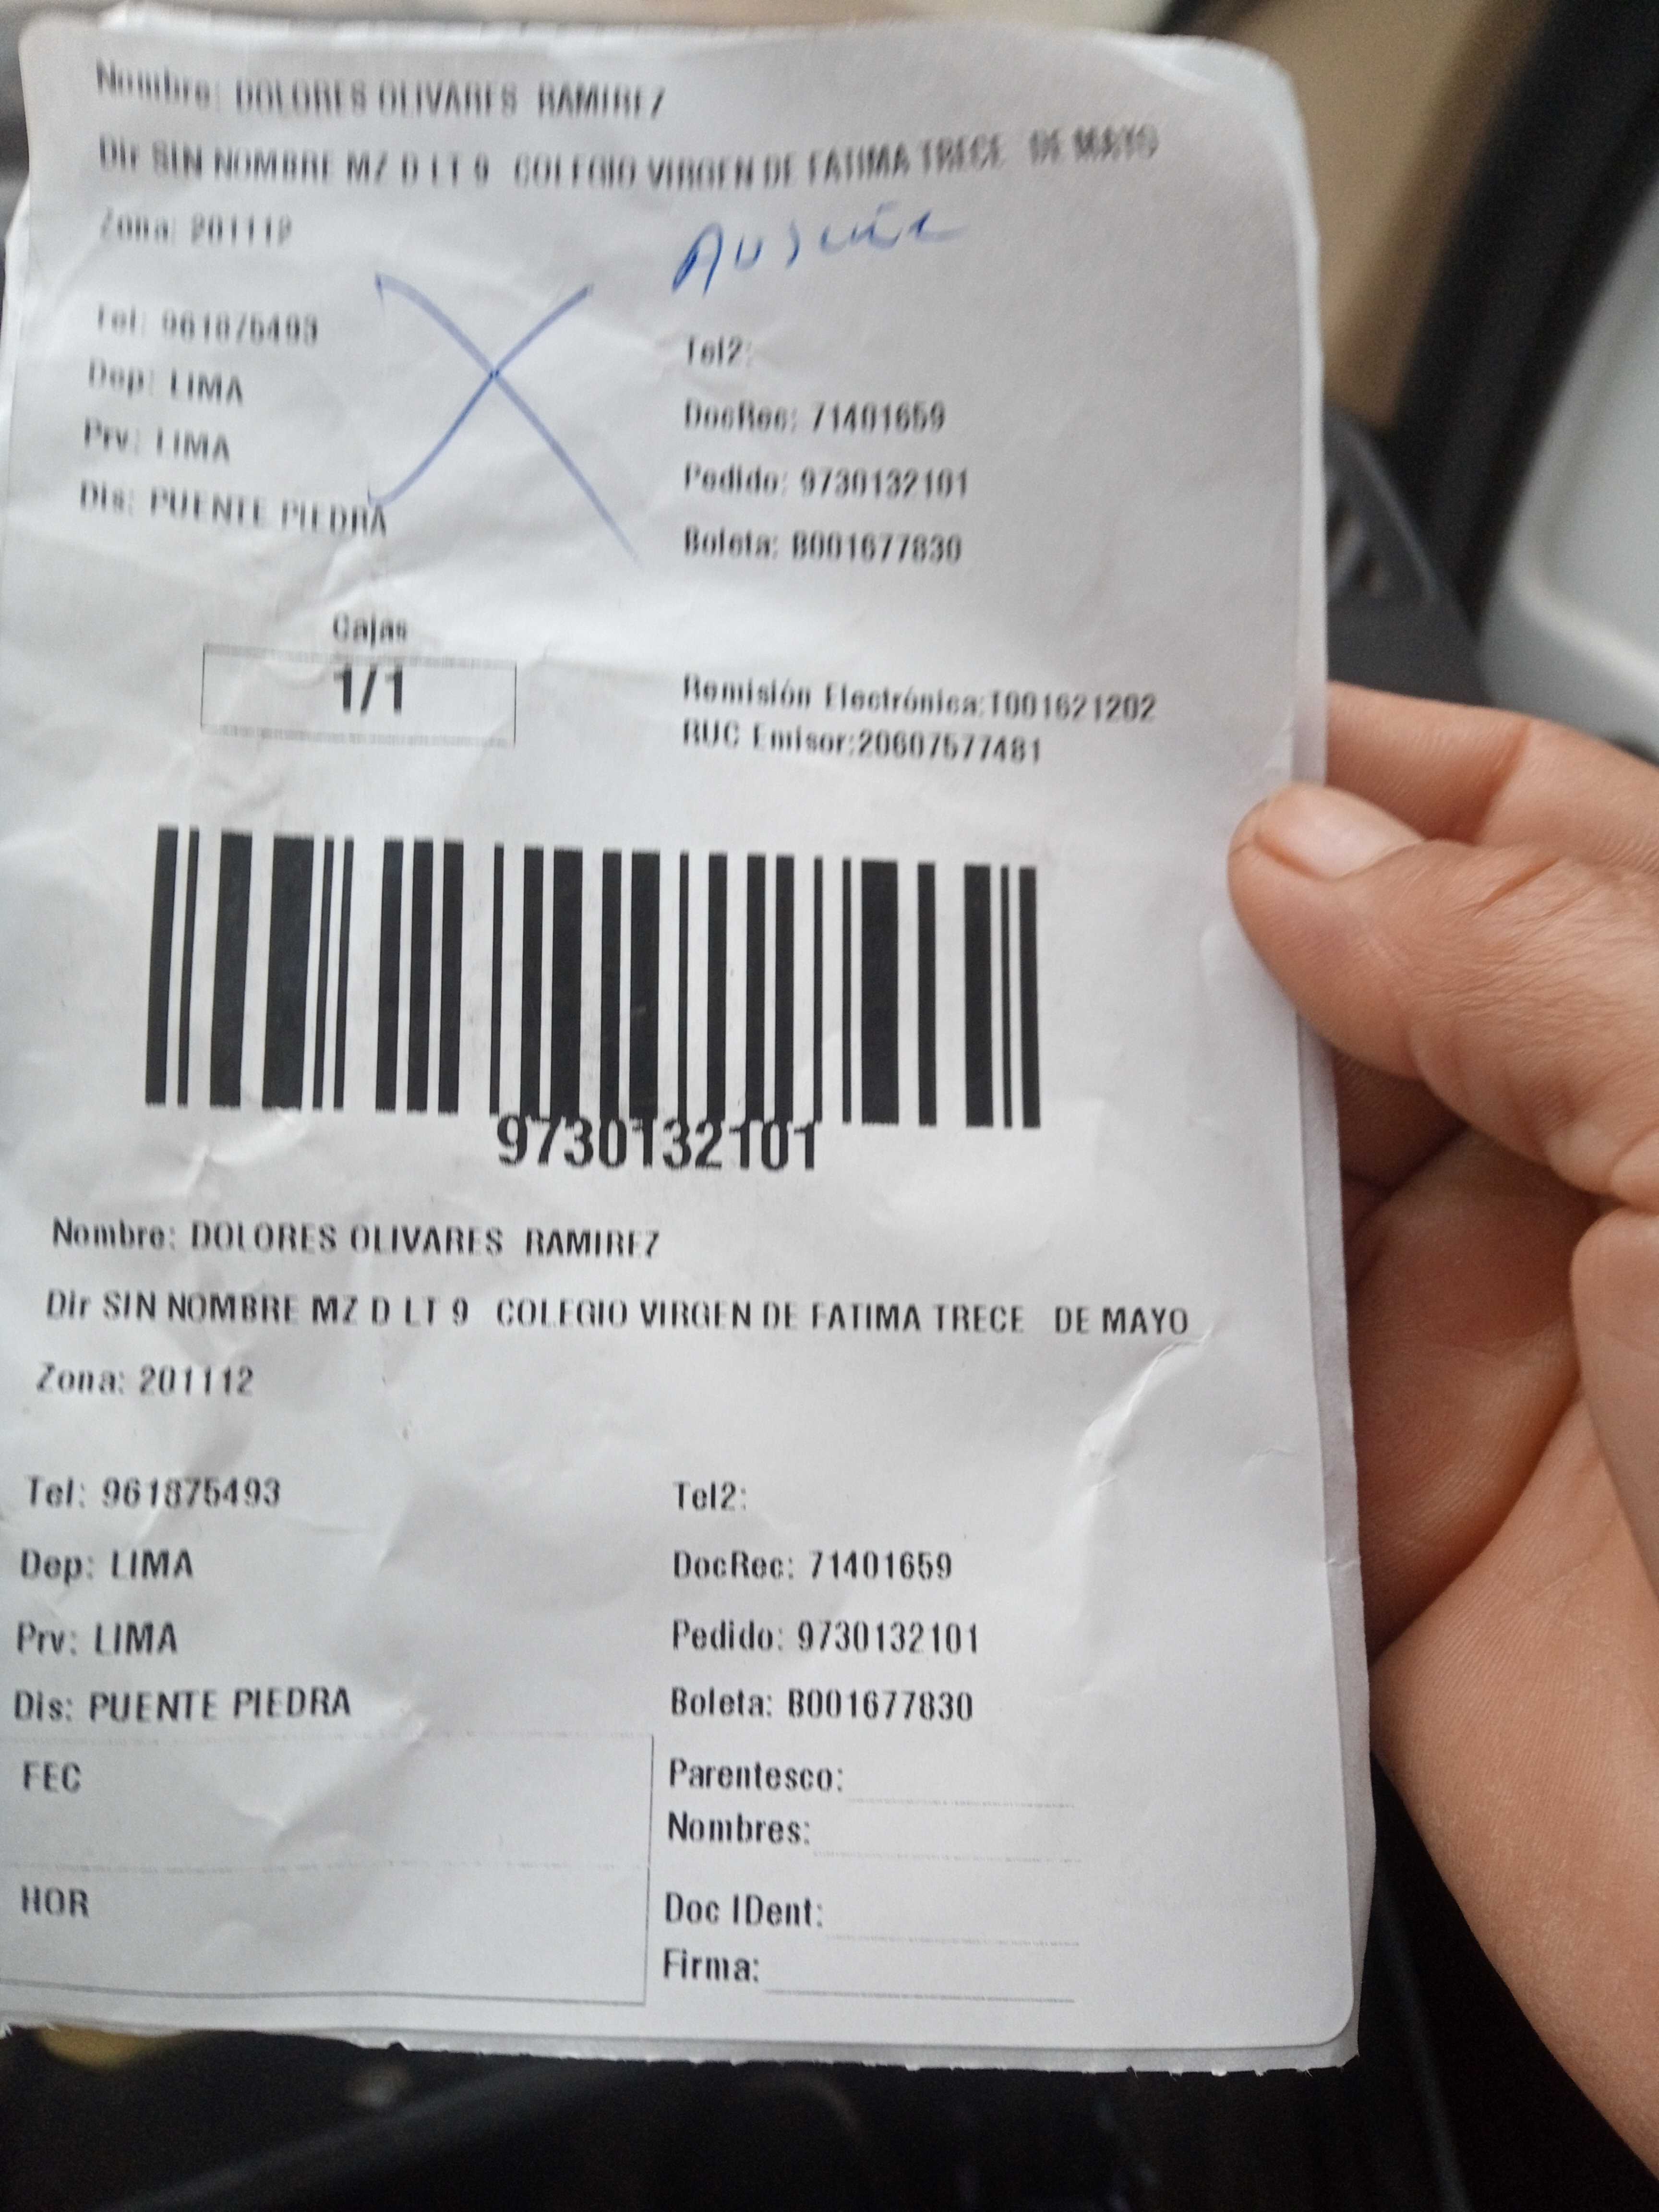 Nombre: DOLORES OLIVARES RAMIREZ
Dir SIN NOMBRE MZ D LT 9 COLEGIO VIRGEN DE FATIMA TRECE DE MAYO
Zona: 201112
Tel: 961875493
Tel2:
Dep: LIMA
DocRec: 71401659
Prv: LIMA
Pedido: 9730132101
Dis: PUENTE PIEDRA
Boleta: B001677830
Cajas
1/1
Remisión Electrónica:T001621202
RUC Emisor:20607577481
9730132101
Nombre: DOLORES OLIVARES RAMIREZ
Dir SIN NOMBRE MZ D LT 9 COLEGIO VIRGEN DE FATIMA TRECE DE MAYO
Zona: 201112
Tel: 961875493
Tel2:
Dep: LIMA
DocRec: 71401659
Prv: LIMA
Pedido: 9730132101
Dis: PUENTE PIEDRA
Boleta: B001677830
FEC
Parentesco:
Nombres:
HOR
Doc IDent:
Firma: